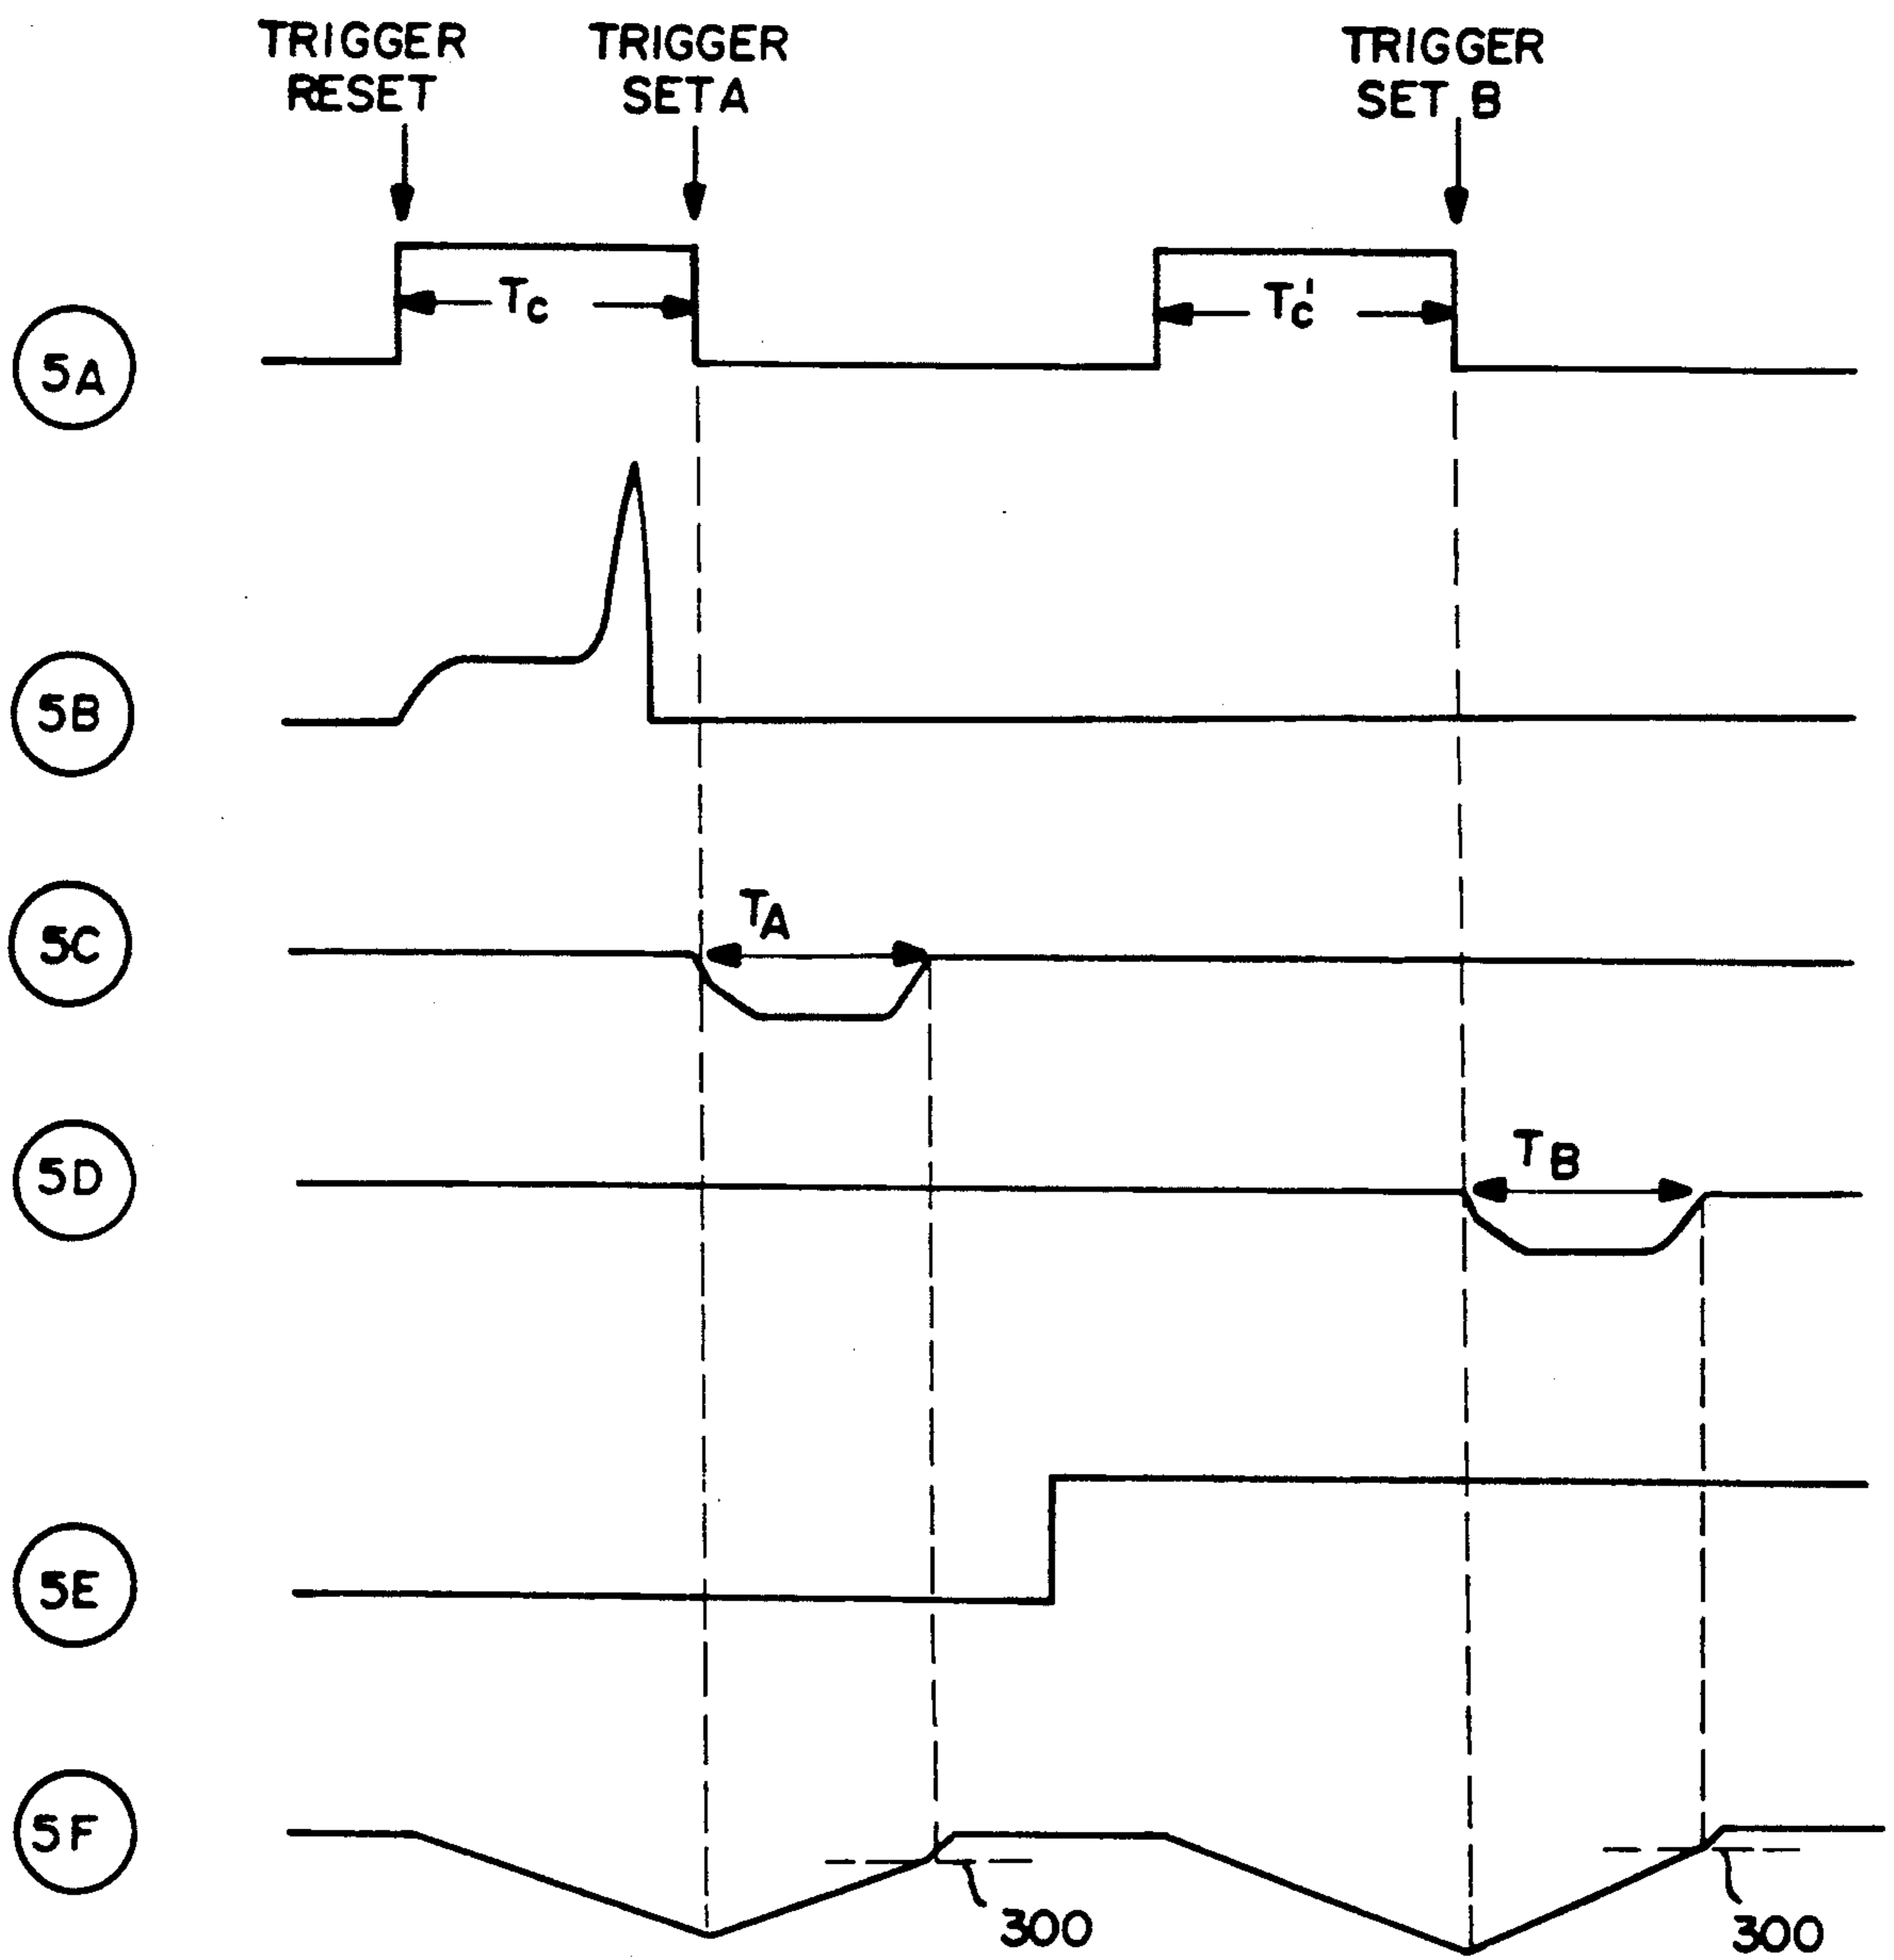 TRIGGER RESET
TRIGGER SET A
TRIGGER SET B
5A
Tc
Tc'
5B
5C
TA
5D
TB
5E
5F
300
300